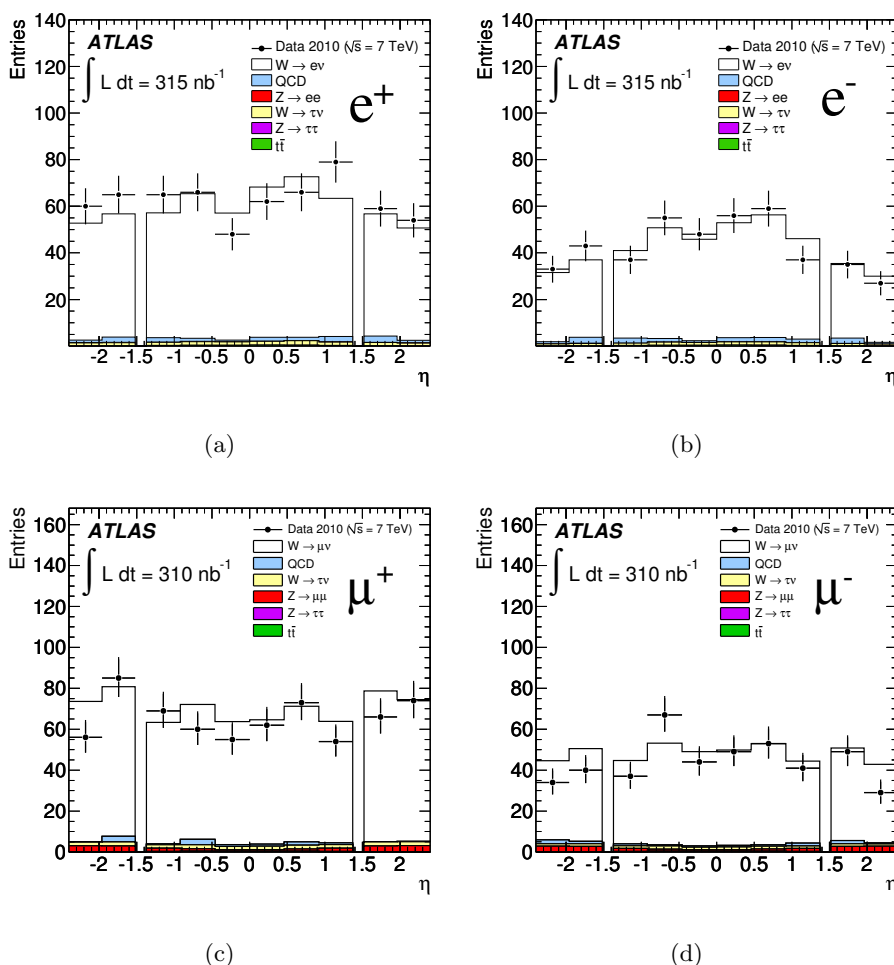 Entries
140
120
100
80
60
40
20
0
ATLAS
∫ L dt = 315 nb⁻¹
Data 2010 (√s = 7 TeV)
W → eν
QCD
Z → ee
W → τν
Z → ττ
tt̄
e⁺
-2 -1.5 -1 -0.5 0 0.5 1 1.5 2
η
(a)
Entries
140
120
100
80
60
40
20
0
ATLAS
∫ L dt = 315 nb⁻¹
Data 2010 (√s = 7 TeV)
W → eν
QCD
Z → ee
W → τν
Z → ττ
tt̄
e⁻
-2 -1.5 -1 -0.5 0 0.5 1 1.5 2
η
(b)
Entries
160
140
120
100
80
60
40
20
0
ATLAS
∫ L dt = 310 nb⁻¹
Data 2010 (√s = 7 TeV)
W → μν
QCD
W → τν
Z → μμ
Z → ττ
tt̄
μ⁺
-2 -1.5 -1 -0.5 0 0.5 1 1.5 2
η
(c)
Entries
160
140
120
100
80
60
40
20
0
ATLAS
∫ L dt = 310 nb⁻¹
Data 2010 (√s = 7 TeV)
W → μν
QCD
W → τν
Z → μμ
Z → ττ
tt̄
μ⁻
-2 -1.5 -1 -0.5 0 0.5 1 1.5 2
η
(d)